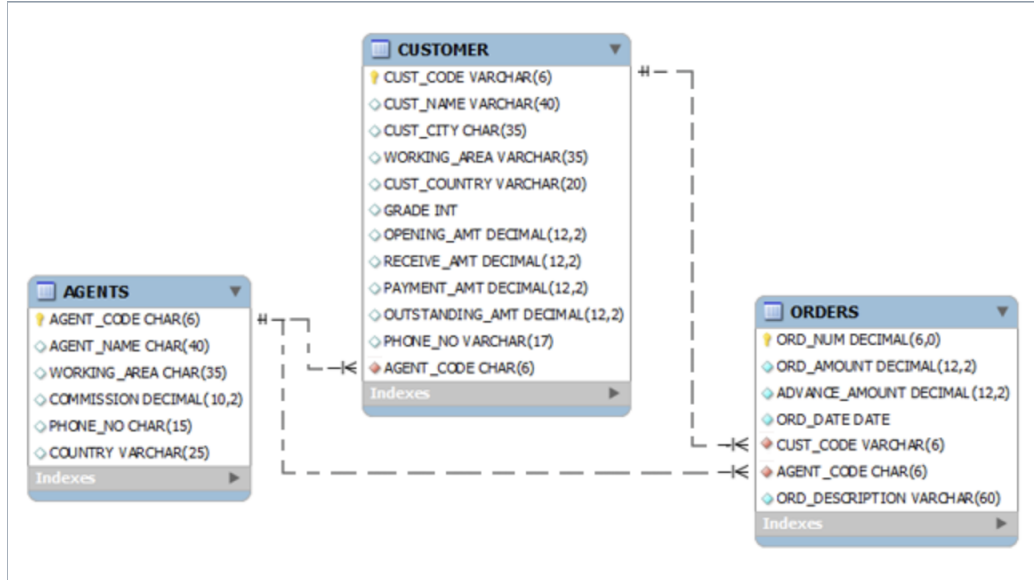 CUSTOMER
CUST_CODE VARCHAR(6)
CUST_NAME VARCHAR(40)
CUST_CITY CHAR(35)
WORKING_AREA VARCHAR(35)
CUST_COUNTRY VARCHAR(20)
GRADE INT
OPENING_AMT DECIMAL(12,2)
RECEIVE_AMT DECIMAL(12,2)
PAYMENT_AMT DECIMAL(12,2)
OUTSTANDING_AMT DECIMAL(12,2)
PHONE_NO VARCHAR(17)
AGENT_CODE CHAR(6)
Indexes
AGENTS
AGENT_CODE CHAR(6)
AGENT_NAME CHAR(40)
WORKING_AREA CHAR(35)
COMMISSION DECIMAL(10,2)
PHONE_NO CHAR(15)
COUNTRY VARCHAR(25)
Indexes
ORDERS
ORD_NUM DECIMAL(6,0)
ORD_AMOUNT DECIMAL(12,2)
ADVANCE_AMOUNT DECIMAL(12,2)
ORD_DATE DATE
CUST_CODE VARCHAR(6)
AGENT_CODE CHAR(6)
ORD_DESCRIPTION VARCHAR(60)
Indexes